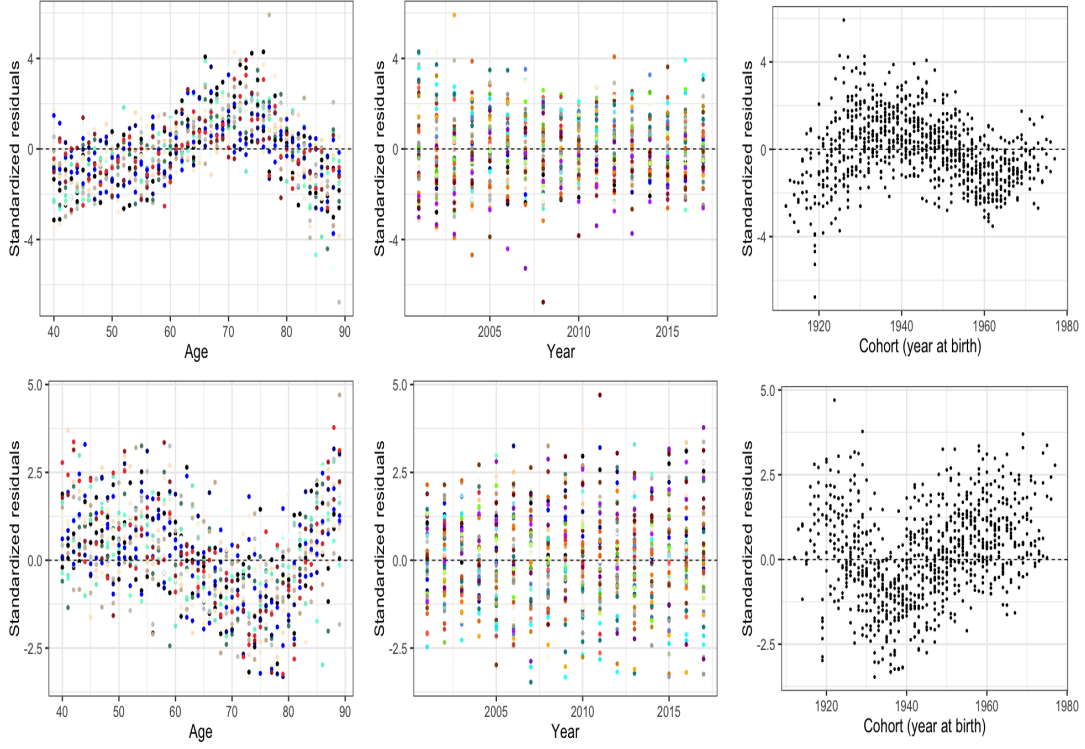 Standardized residuals
4
0
-4
40 50 60 70 80 90
Age
Standardized residuals
4
0
-4
2005 2010 2015
Year
Standardized residuals
4
0
-4
1920 1940 1960 1980
Cohort (year at birth)
Standardized residuals
5.0
2.5
0.0
-2.5
40 50 60 70 80 90
Age
Standardized residuals
5.0
2.5
0.0
-2.5
2005 2010 2015
Year
Standardized residuals
5.0
2.5
0.0
-2.5
1920 1940 1960 1980
Cohort (year at birth)